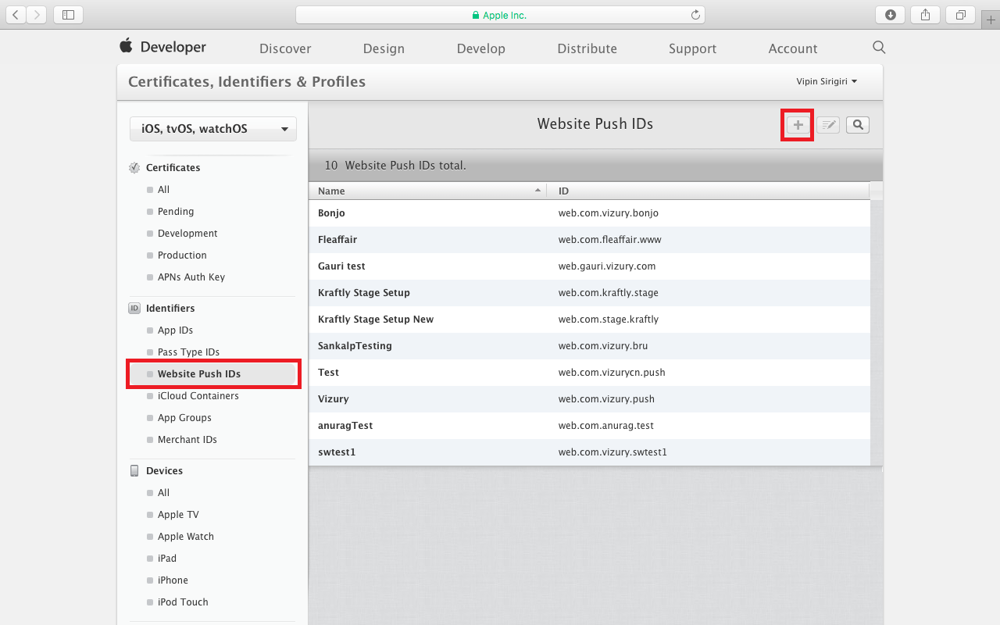 Apple Inc.
Developer
Discover
Design
Develop
Distribute
Support
Account
Certificates, Identifiers & Profiles
Vipin Sirigiri
iOS, tvOS, watchOS
Certificates
All
Pending
Development
Production
APNs Auth Key
ID Identifiers
App IDs
Pass Type IDs
Website Push IDs
iCloud Containers
App Groups
Merchant IDs
Devices
All
Apple TV
Apple Watch
iPad
iPhone
iPod Touch
Website Push IDs
10 Website Push IDs total.
Name ID
Bonjo web.com.vizury.bonjo
Fleaffair web.com.fleaffair.www
Gauri test web.gauri.vizury.com
Kraftly Stage Setup web.com.kraftly.stage
Kraftly Stage Setup New web.com.stage.kraftly
SankalpTesting web.com.vizury.bru
Test web.com.vizurycn.push
Vizury web.com.vizury.push
anuragTest web.com.anurag.test
swtest1 web.com.vizury.swtest1